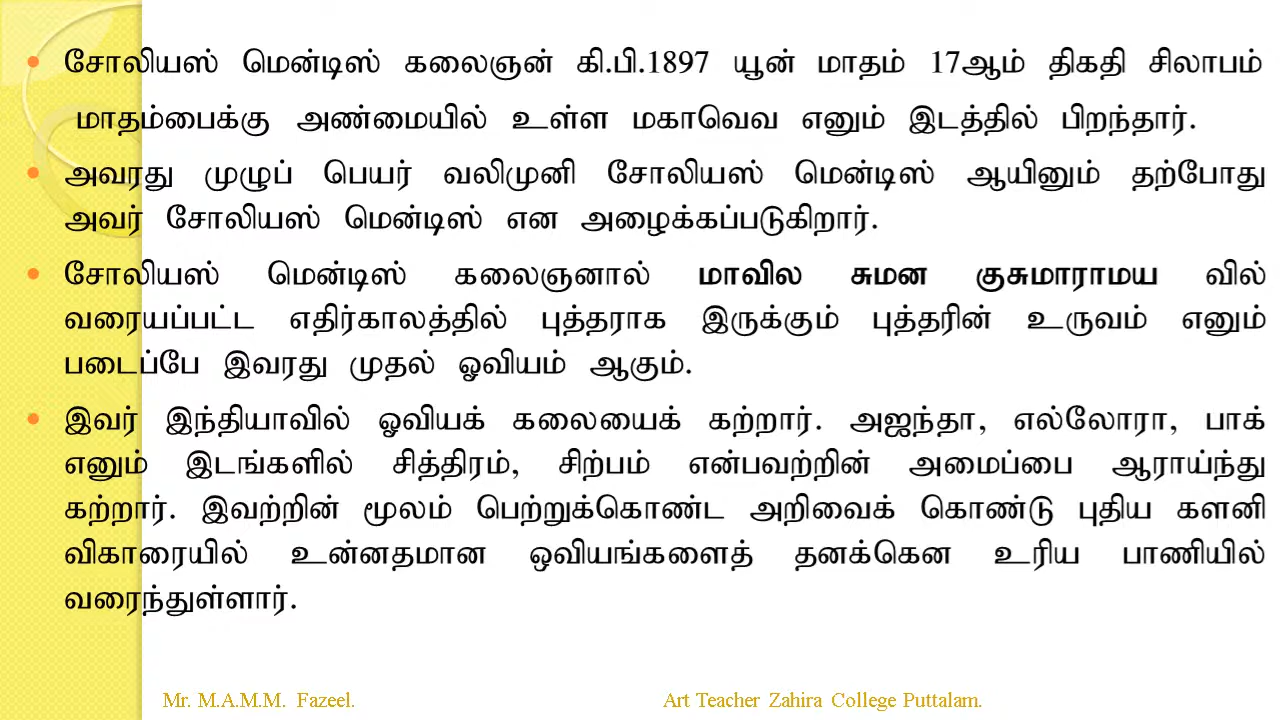 • சோலியஸ் மென்டிஸ் கலைஞன் கி.பி.1897 யூன் மாதம் 17ஆம் திகதி சிலாபம்
மாதம்பைக்கு அண்மையில் உள்ள மகாவெவ எனும் இடத்தில் பிறந்தார்.
• அவரது முழுப் பெயர் வலிமுனி சோலியஸ் மென்டிஸ் ஆயினும் தற்போது
அவர் சோலியஸ் மென்டிஸ் என அழைக்கப்படுகிறார்.
• சோலியஸ் மென்டிஸ் கலைஞனால் மாவில சுமன குசுமாராமய வில்
வரையப்பட்ட எதிர்காலத்தில் புத்தராக இருக்கும் புத்தரின் உருவம் எனும்
படைப்பே இவரது முதல் ஓவியம் ஆகும்.
• இவர் இந்தியாவில் ஓவியக் கலையைக் கற்றார். அஜந்தா, எல்லோரா, பாக்
எனும் இடங்களில் சித்திரம், சிற்பம் என்பவற்றின் அமைப்பை ஆராய்ந்து
கற்றார். இவற்றின் மூலம் பெற்றுக்கொண்ட அறிவைக் கொண்டு புதிய களனி
விகாரையில் உன்னதமான ஒவியங்களைத் தனக்கென உரிய பாணியில்
வரைந்துள்ளார்.
Mr. M.A.M.M. Fazeel. Art Teacher Zahira College Puttalam.